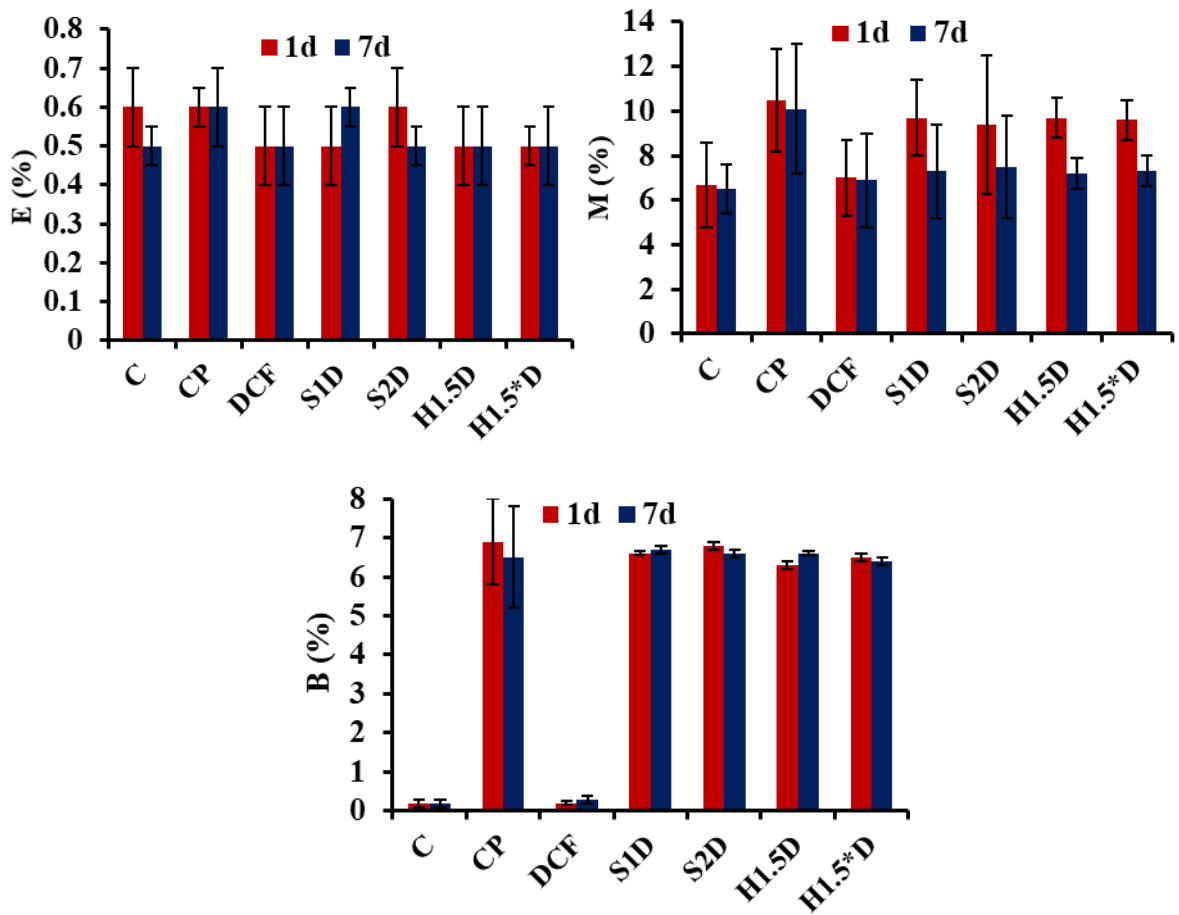 E (%)
0.8
0.7
0.6
0.5
0.4
0.3
0.2
0.1
0
1d 7d
C CP DCF S1D S2D H1.5D H1.5*D
M (%)
14
12
10
8
6
4
2
0
1d 7d
C CP DCF S1D S2D H1.5D H1.5*D
B (%)
8
7
6
5
4
3
2
1
0
1d 7d
C CP DCF S1D S2D H1.5D H1.5*D